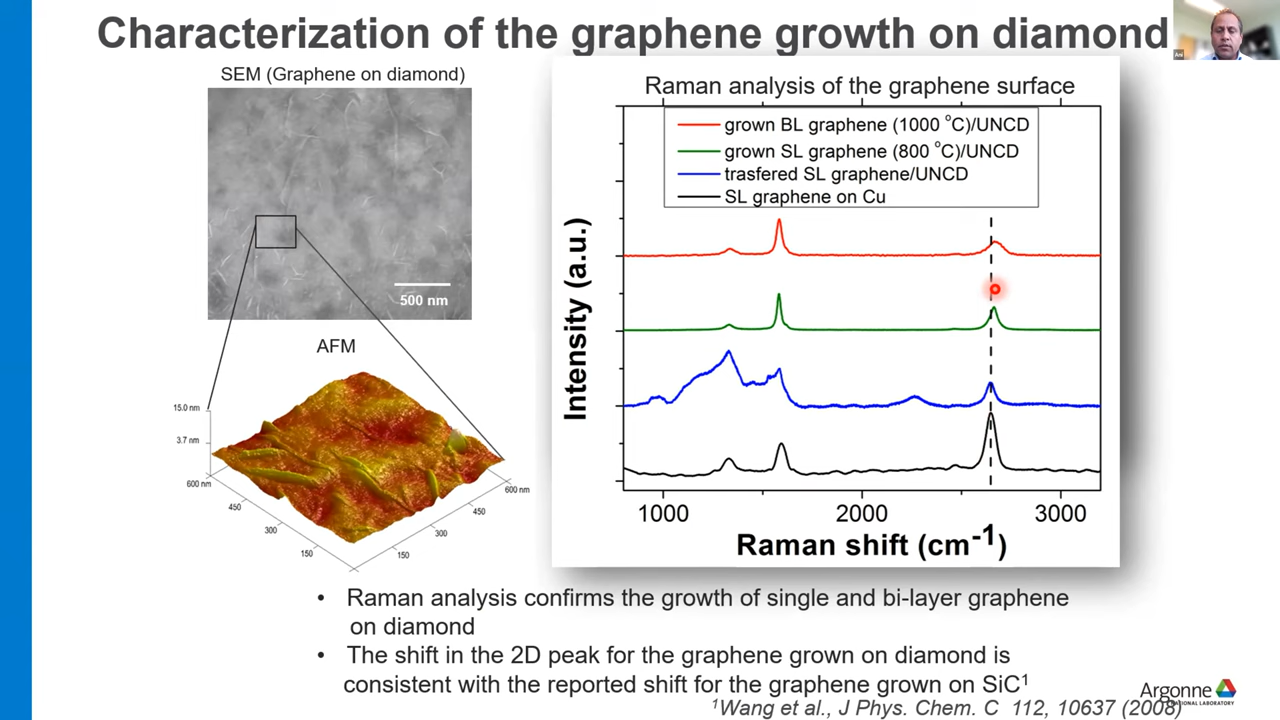 Characterization of the graphene growth on diamond
Ani
SEM (Graphene on diamond)
500 nm
AFM
15.0 nm
3.7 nm
600 nm
450
300
150
600 nm
450
300
150
Raman analysis of the graphene surface
grown BL graphene (1000 °C)/UNCD
grown SL graphene (800 °C)/UNCD
trasfered SL graphene/UNCD
SL graphene on Cu
Intensity (a.u.)
1000 2000 3000
Raman shift (cm-1)
• Raman analysis confirms the growth of single and bi-layer graphene
on diamond
• The shift in the 2D peak for the graphene grown on diamond is
consistent with the reported shift for the graphene grown on SiC1
Argonne
NATIONAL LABORATORY
1Wang et al., J Phys. Chem. C 112, 10637 (2008)